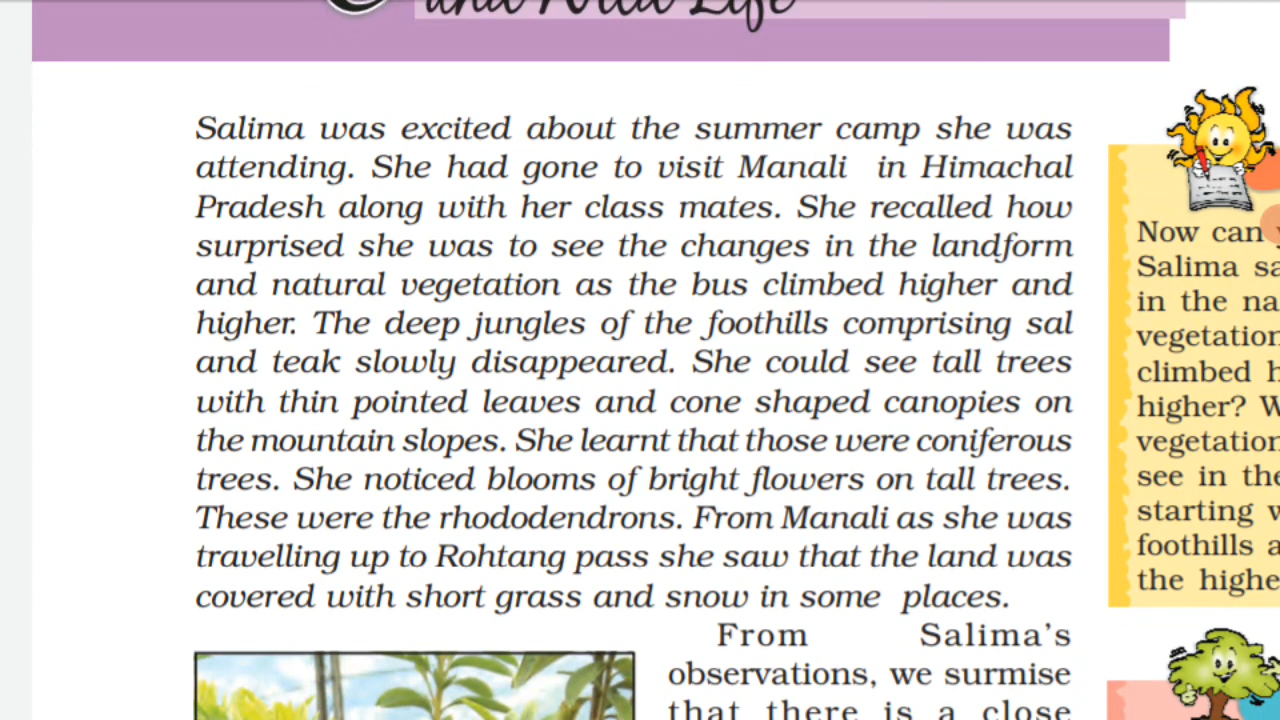 and Wild Life
Salima was excited about the summer camp she was
attending. She had gone to visit Manali in Himachal
Pradesh along with her class mates. She recalled how
surprised she was to see the changes in the landform
and natural vegetation as the bus climbed higher and
higher. The deep jungles of the foothills comprising sal
and teak slowly disappeared. She could see tall trees
with thin pointed leaves and cone shaped canopies on
the mountain slopes. She learnt that those were coniferous
trees. She noticed blooms of bright flowers on tall trees.
These were the rhododendrons. From Manali as she was
travelling up to Rohtang pass she saw that the land was
covered with short grass and snow in some places.
From Salima's
observations, we surmise
that there is a close
Now can
Salima sa
in the na
vegetation
climbed h
higher? W
vegetation
see in the
starting w
foothills a
the highe